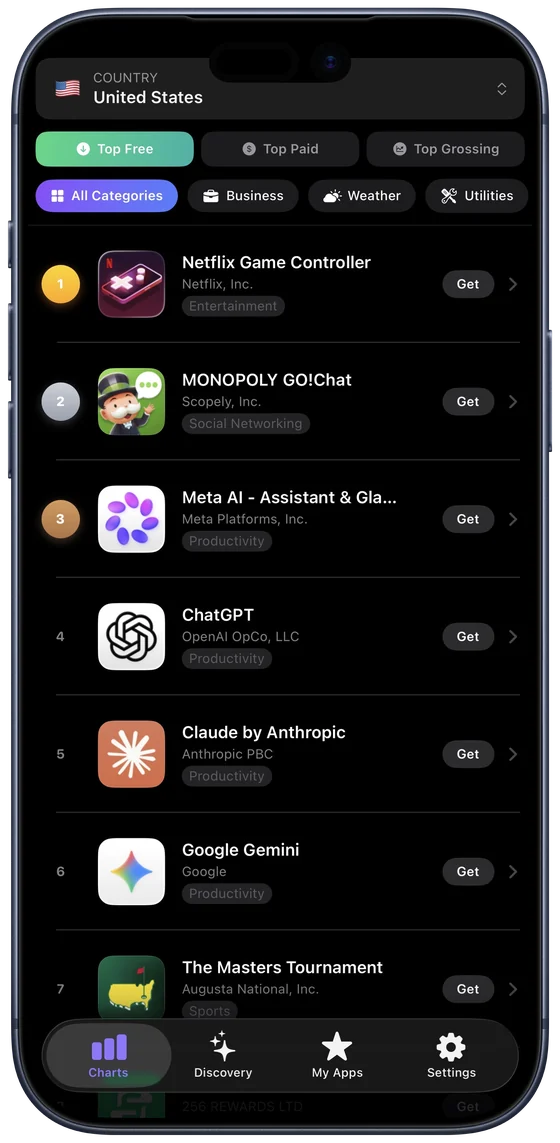 COUNTRY
United States
Top Free
Top Paid
Top Grossing
All Categories
Business
Weather
Utilities
1
N
Netflix Game Controller
Netflix, Inc.
Entertainment
Get
2
MONOPOLY GO!Chat
Scopely, Inc.
Social Networking
Get
3
Meta AI - Assistant & Gla...
Meta Platforms, Inc.
Productivity
Get
4
ChatGPT
OpenAI OpCo, LLC
Productivity
Get
5
Claude by Anthropic
Anthropic PBC
Productivity
Get
6
Google Gemini
Google
Productivity
Get
7
The Masters Tournament
Augusta National, Inc.
Sports
Get
256 REWARDS LTD
Get
Charts
Discovery
My Apps
Settings